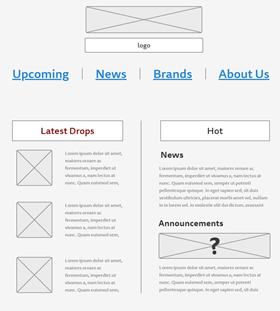 logo
Upcoming | News | Brands | About Us
Latest Drops
Lorem ipsum dolor sit amet,
maiores ornare ac
fermentum, imperdiet ut
vivamus a, nam lectus at
nunc. Quam euismod sem,
Lorem ipsum dolor sit amet,
maiores ornare ac
fermentum, imperdiet ut
vivamus a, nam lectus at
nunc. Quam euismod sem,
Lorem ipsum dolor sit amet,
maiores ornare ac
fermentum, imperdiet ut
vivamus a, nam lectus at
nunc. Quam euismod sem,
Hot
News
Lorem ipsum dolor sit amet, maiores ornare ac
fermentum, imperdiet ut vivamus a, nam lectus at
nunc. Quam euismod sem, semper ut potenti
pellentesque quisque. In eget sapien sed, sit duis
vestibulum ultricies, placerat morbi amet vel, nullam
in in lorem vel. In molestie elit dui dictum, praesent
Announcements
?
Lorem ipsum dolor sit amet, maiores ornare ac
fermentum, imperdiet ut vivamus a, nam lectus at
nunc. Quam euismod sem, semper ut potenti
pellentesque quisque. In eget sapien sed, sit duis